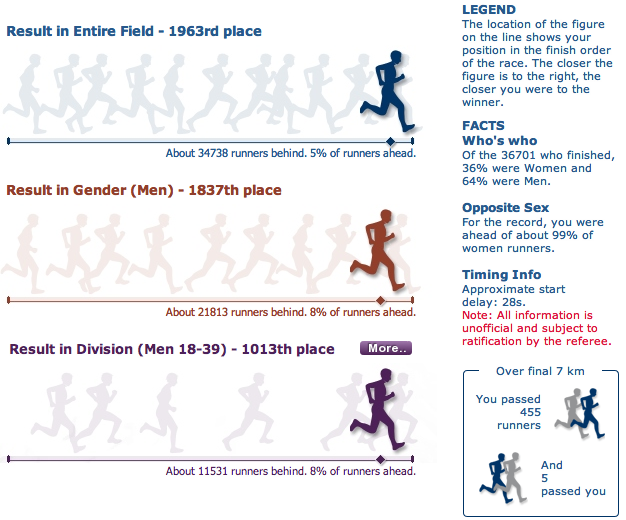 Result in Entire Field - 1963rd place
About 34738 runners behind. 5% of runners ahead.
Result in Gender (Men) - 1837th place
About 21813 runners behind. 8% of runners ahead.
Result in Division (Men 18-39) - 1013th place
More..
About 11531 runners behind. 8% of runners ahead.
LEGEND
The location of the figure
on the line shows your
position in the finish order
of the race. The closer the
figure is to the right, the
closer you were to the
winner.
FACTS
Who's who
Of the 36701 who finished,
36% were Women and
64% were Men.
Opposite Sex
For the record, you were
ahead of about 99% of
women runners.
Timing Info
Approximate start
delay: 28s.
Note: All information is
unofficial and subject to
ratification by the referee.
Over final 7 km
You passed
455
runners
And
5
passed you